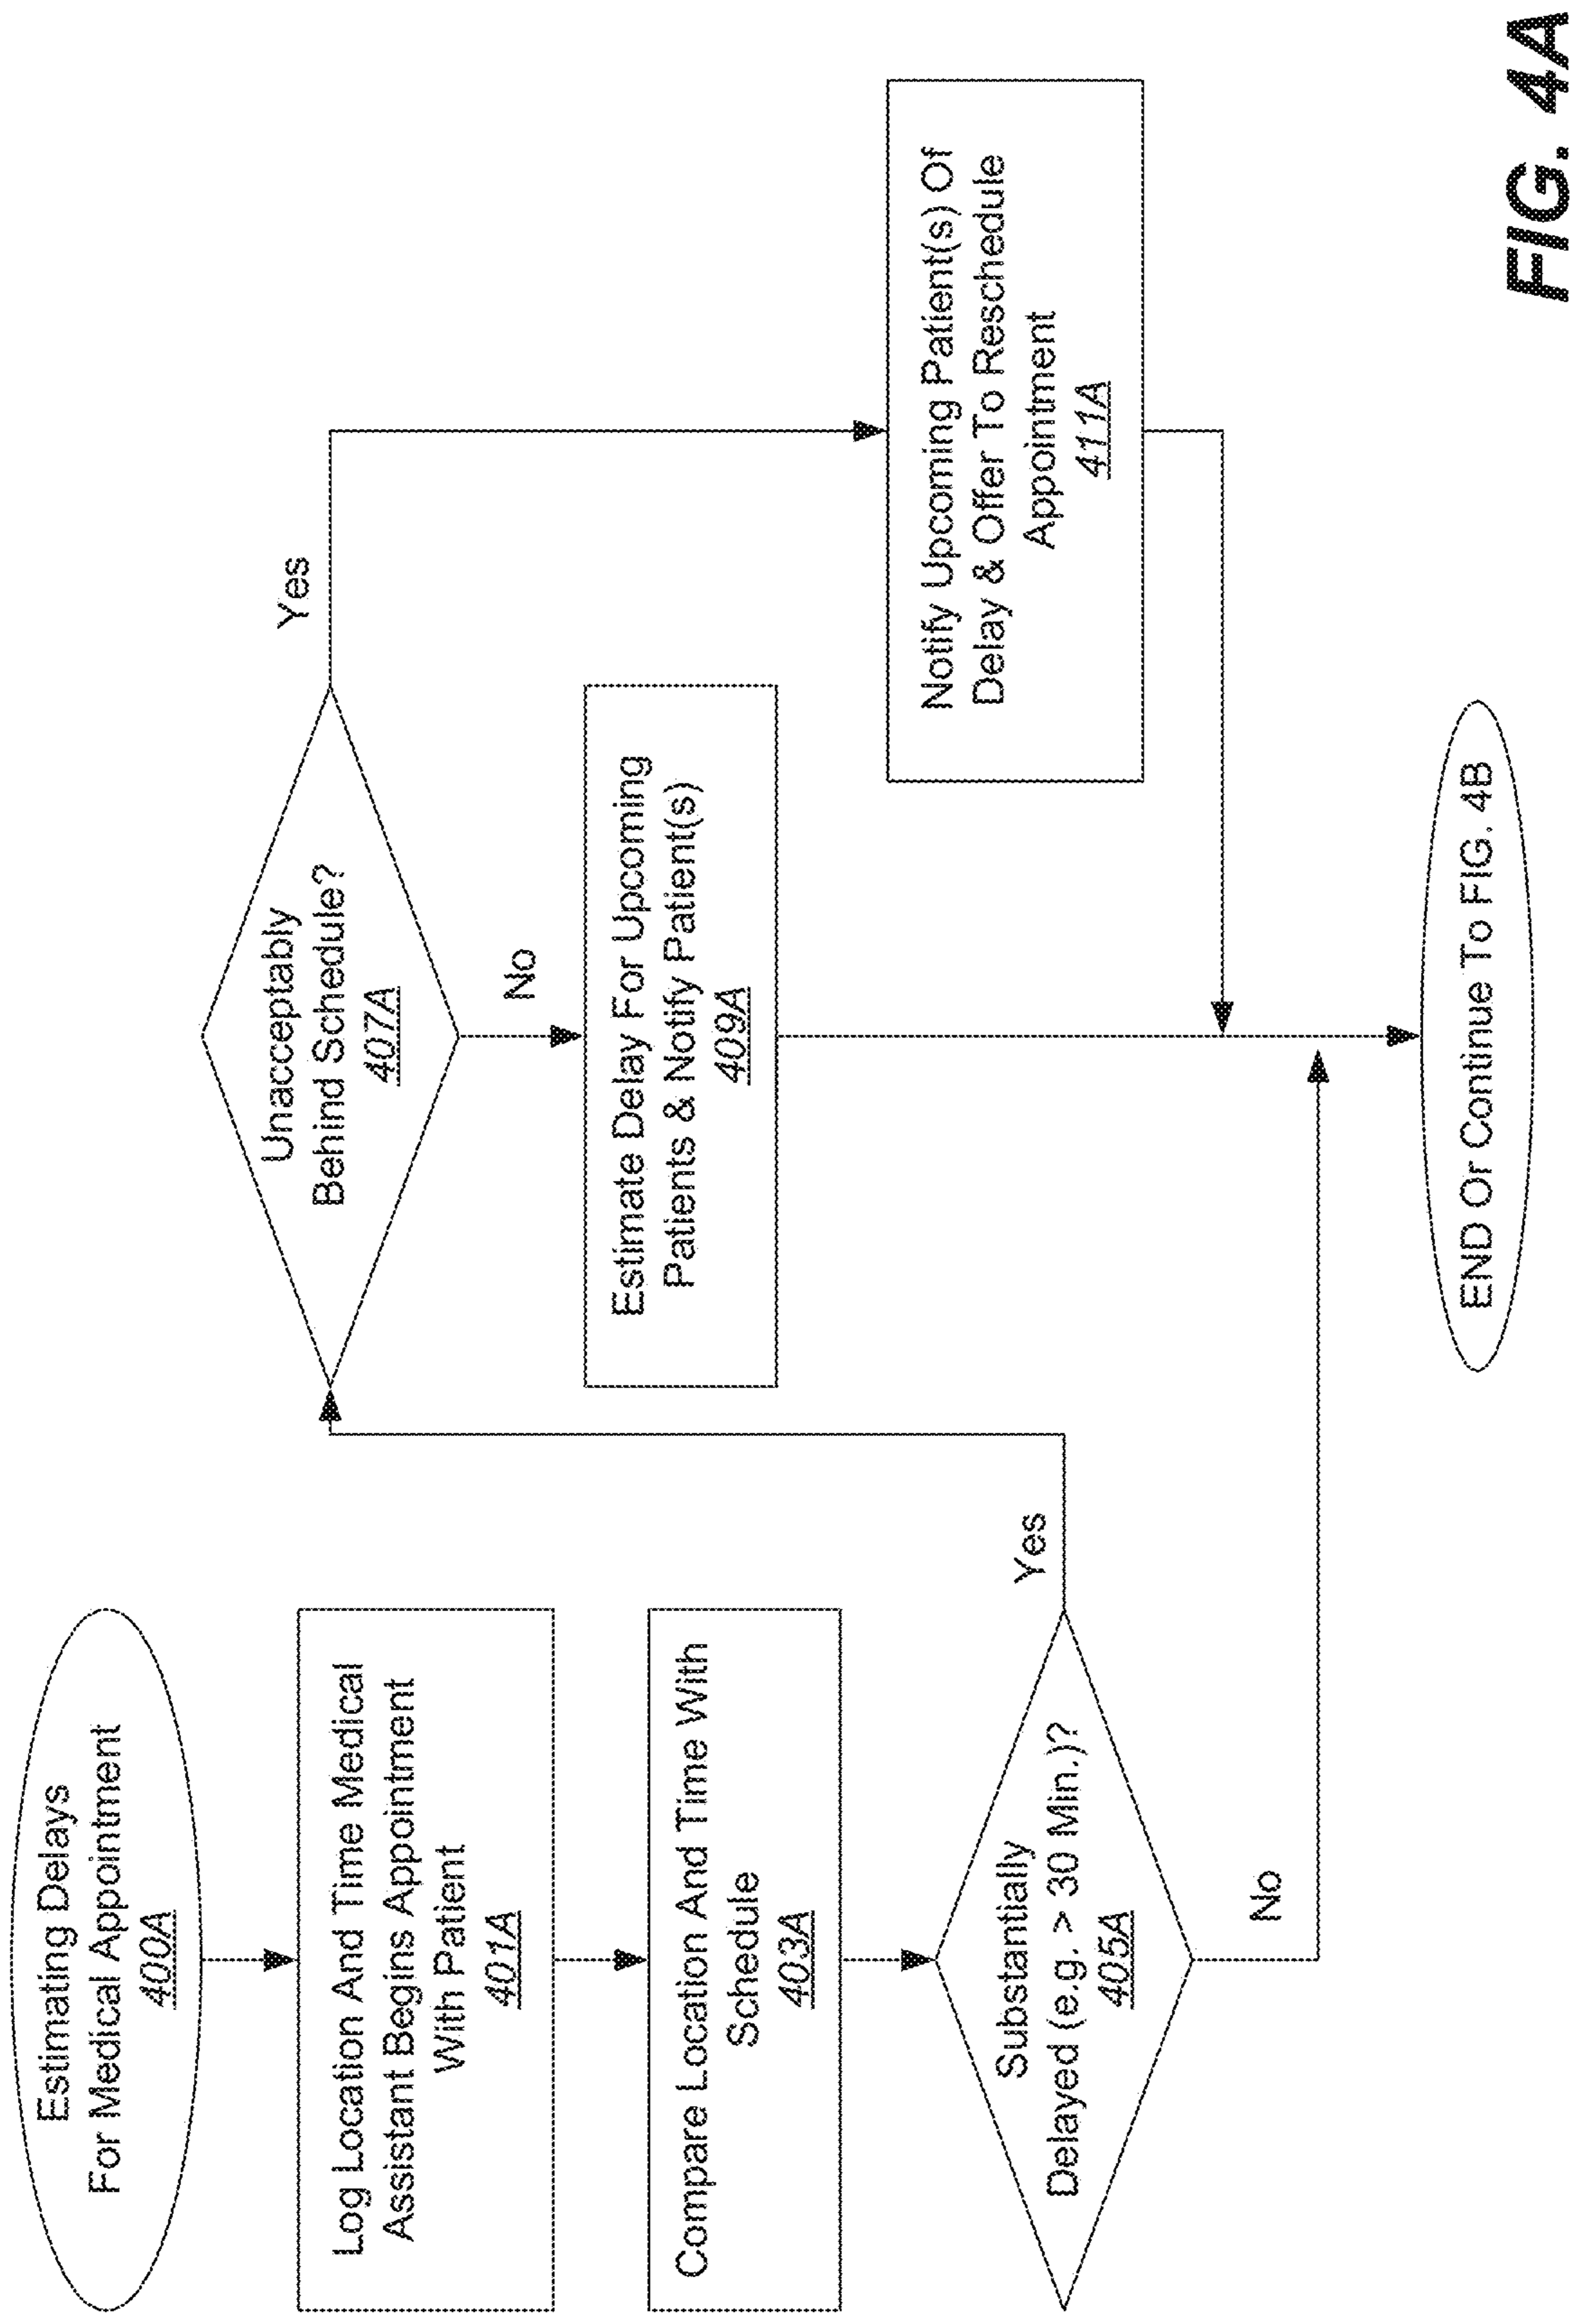 Estimating Delays
For Medical Appointment
400A
Log Location And Time Medical
Assistant Begins Appointment
With Patient
401A
Compare Location And Time With
Schedule
403A
Substantially
Delayed (e.g. > 30 Min.)?
405A
Yes
No
Unacceptably
Behind Schedule?
407A
Yes
No
Estimate Delay For Upcoming
Patients & Notify Patient(s)
409A
Notify Upcoming Patient(s) Of
Delay & Offer To Reschedule
Appointment
411A
END Or Continue To FIG. 4B
FIG. 4A